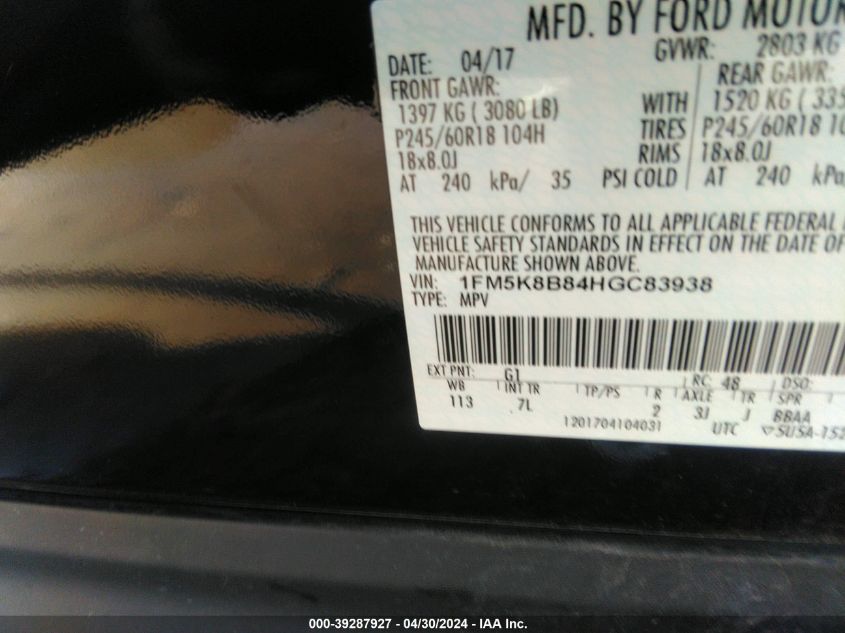 MFD. BY FORD MOTOR
DATE: 04/17 GVWR: 2803 KG
FRONT GAWR: REAR GAWR:
1397 KG ( 3080 LB) WITH 1520 KG ( 335
P245/60R18 104H TIRES P245/60R18 10
18x8.0J RIMS 18x8.0J
AT 240 kPa/ 35 PSI COLD AT 240 kPa
THIS VEHICLE CONFORMS TO ALL APPLICABLE FEDERAL
VEHICLE SAFETY STANDARDS IN EFFECT ON THE DATE OF
MANUFACTURE SHOWN ABOVE.
VIN: 1FM5K8B84HGC83938
TYPE: MPV
EXT PNT: G1 RC: 48 DSO:
WB INT TR TP/PS R AXLE TR SPR
113 .7L 2 3J J BBAA
1201704104031 UTC ▽5U5A-152
000-39287927 - 04/30/2024 - IAA Inc.